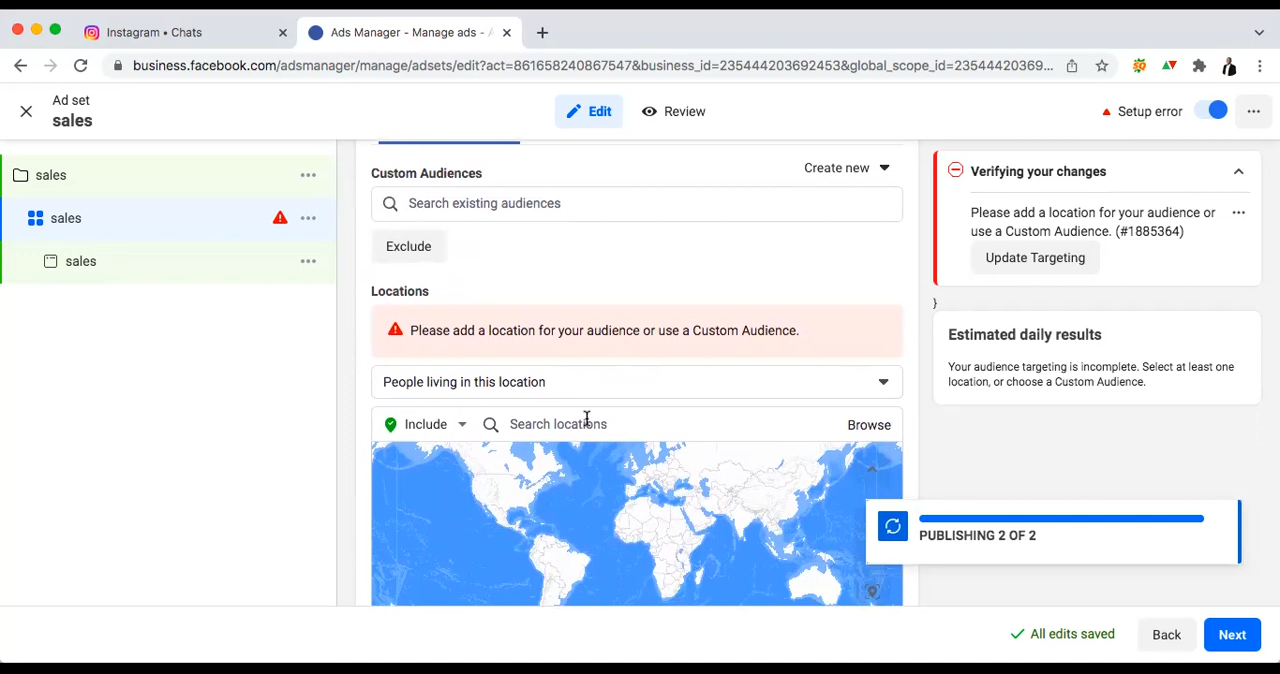 Instagram • Chats
Ads Manager - Manage ads -
business.facebook.com/adsmanager/manage/adsets/edit?act=861658240867547&business_id=235444203692453&global_scope_id=23544420369...
Ad set
sales
Edit
Review
Setup error
sales
sales
sales
Custom Audiences
Create new
Search existing audiences
Exclude
Locations
Please add a location for your audience or use a Custom Audience.
People living in this location
Include
Search locations
Browse
Verifying your changes
Please add a location for your audience or
use a Custom Audience. (#1885364)
Update Targeting
}
Estimated daily results
Your audience targeting is incomplete. Select at least one
location, or choose a Custom Audience.
PUBLISHING 2 OF 2
All edits saved
Back
Next